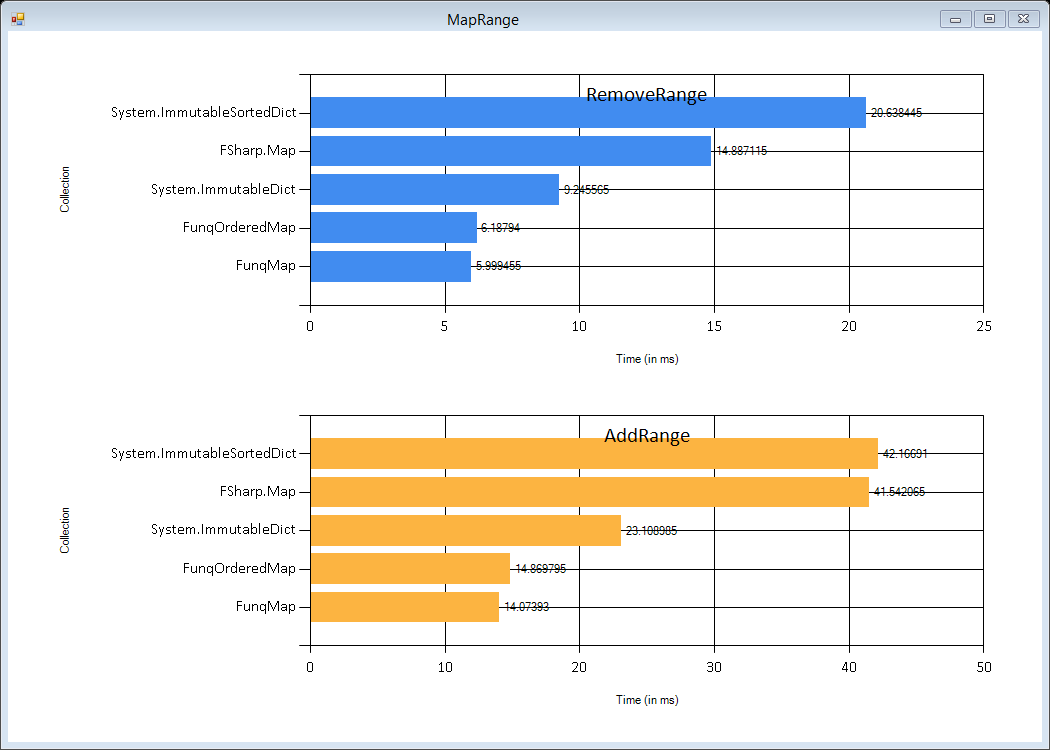 MapRange
RemoveRange
Collection
System.ImmutableSortedDict 20.638445
FSharp.Map 14.887115
System.ImmutableDict 9.245565
FunqOrderedMap 6.18794
FunqMap 5.999455
0 5 10 15 20 25
Time (in ms)
AddRange
Collection
System.ImmutableSortedDict 42.16691
FSharp.Map 41.542065
System.ImmutableDict 23.108985
FunqOrderedMap 14.869795
FunqMap 14.07393
0 10 20 30 40 50
Time (in ms)